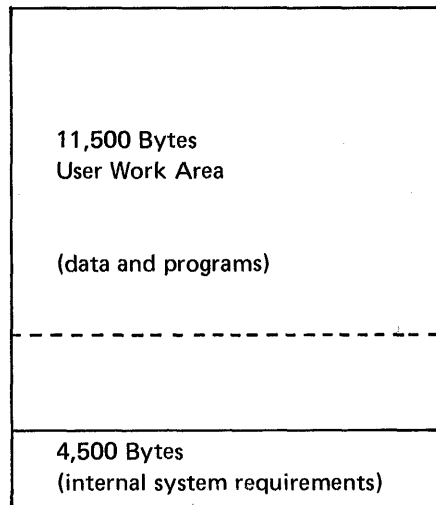 11,500 Bytes
User Work Area
(data and programs)
4,500 Bytes
(internal system requirements)